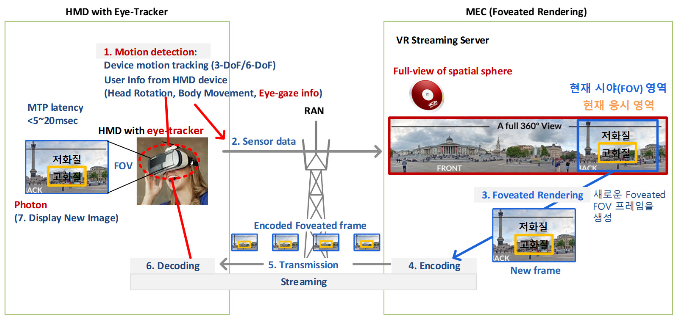 HMD with Eye-Tracker
MEC (Foveated Rendering)
1. Motion detection:
Device motion tracking (3-DoF/6-DoF)
User Info from HMD device
(Head Rotation, Body Movement, Eye-gaze info)
VR Streaming Server
Full-view of spatial sphere
현재 시야(FOV) 영역
현재 응시 영역
MTP latency
<5~20msec
HMD with eye-tracker
RAN
2. Sensor data
A full 360° View
FRONT
저화질
고화질
ACK
저화질
고화질
ACK
FOV
Photon
(7. Display New Image)
3. Foveated Rendering
새로운 Foveated
FOV 프레임을
생성
저화질
고화질
ACK
New frame
Encoded Foveated frame
6. Decoding
5. Transmission
4. Encoding
Streaming